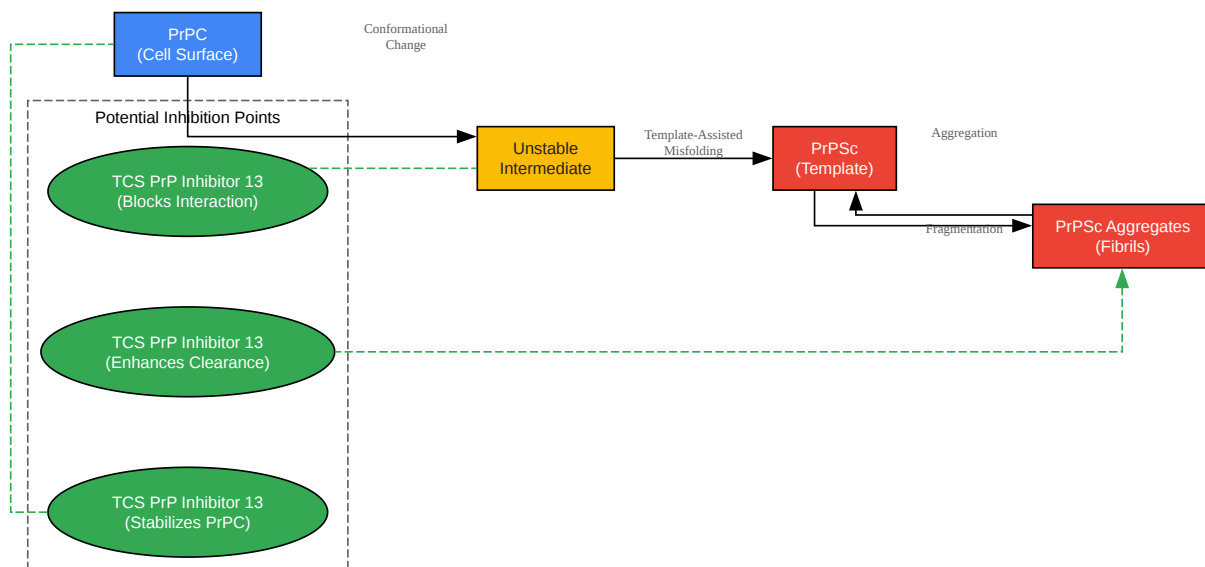 PrPC
(Cell Surface)
Conformational
Change
Potential Inhibition Points
Unstable
Intermediate
Template-Assisted
Misfolding
PrPSc
(Template)
Aggregation
TCS PrP Inhibitor 13
(Blocks Interaction)
Fragmentation
PrPSc Aggregates
(Fibrils)
TCS PrP Inhibitor 13
(Enhances Clearance)
TCS PrP Inhibitor 13
(Stabilizes PrPC)